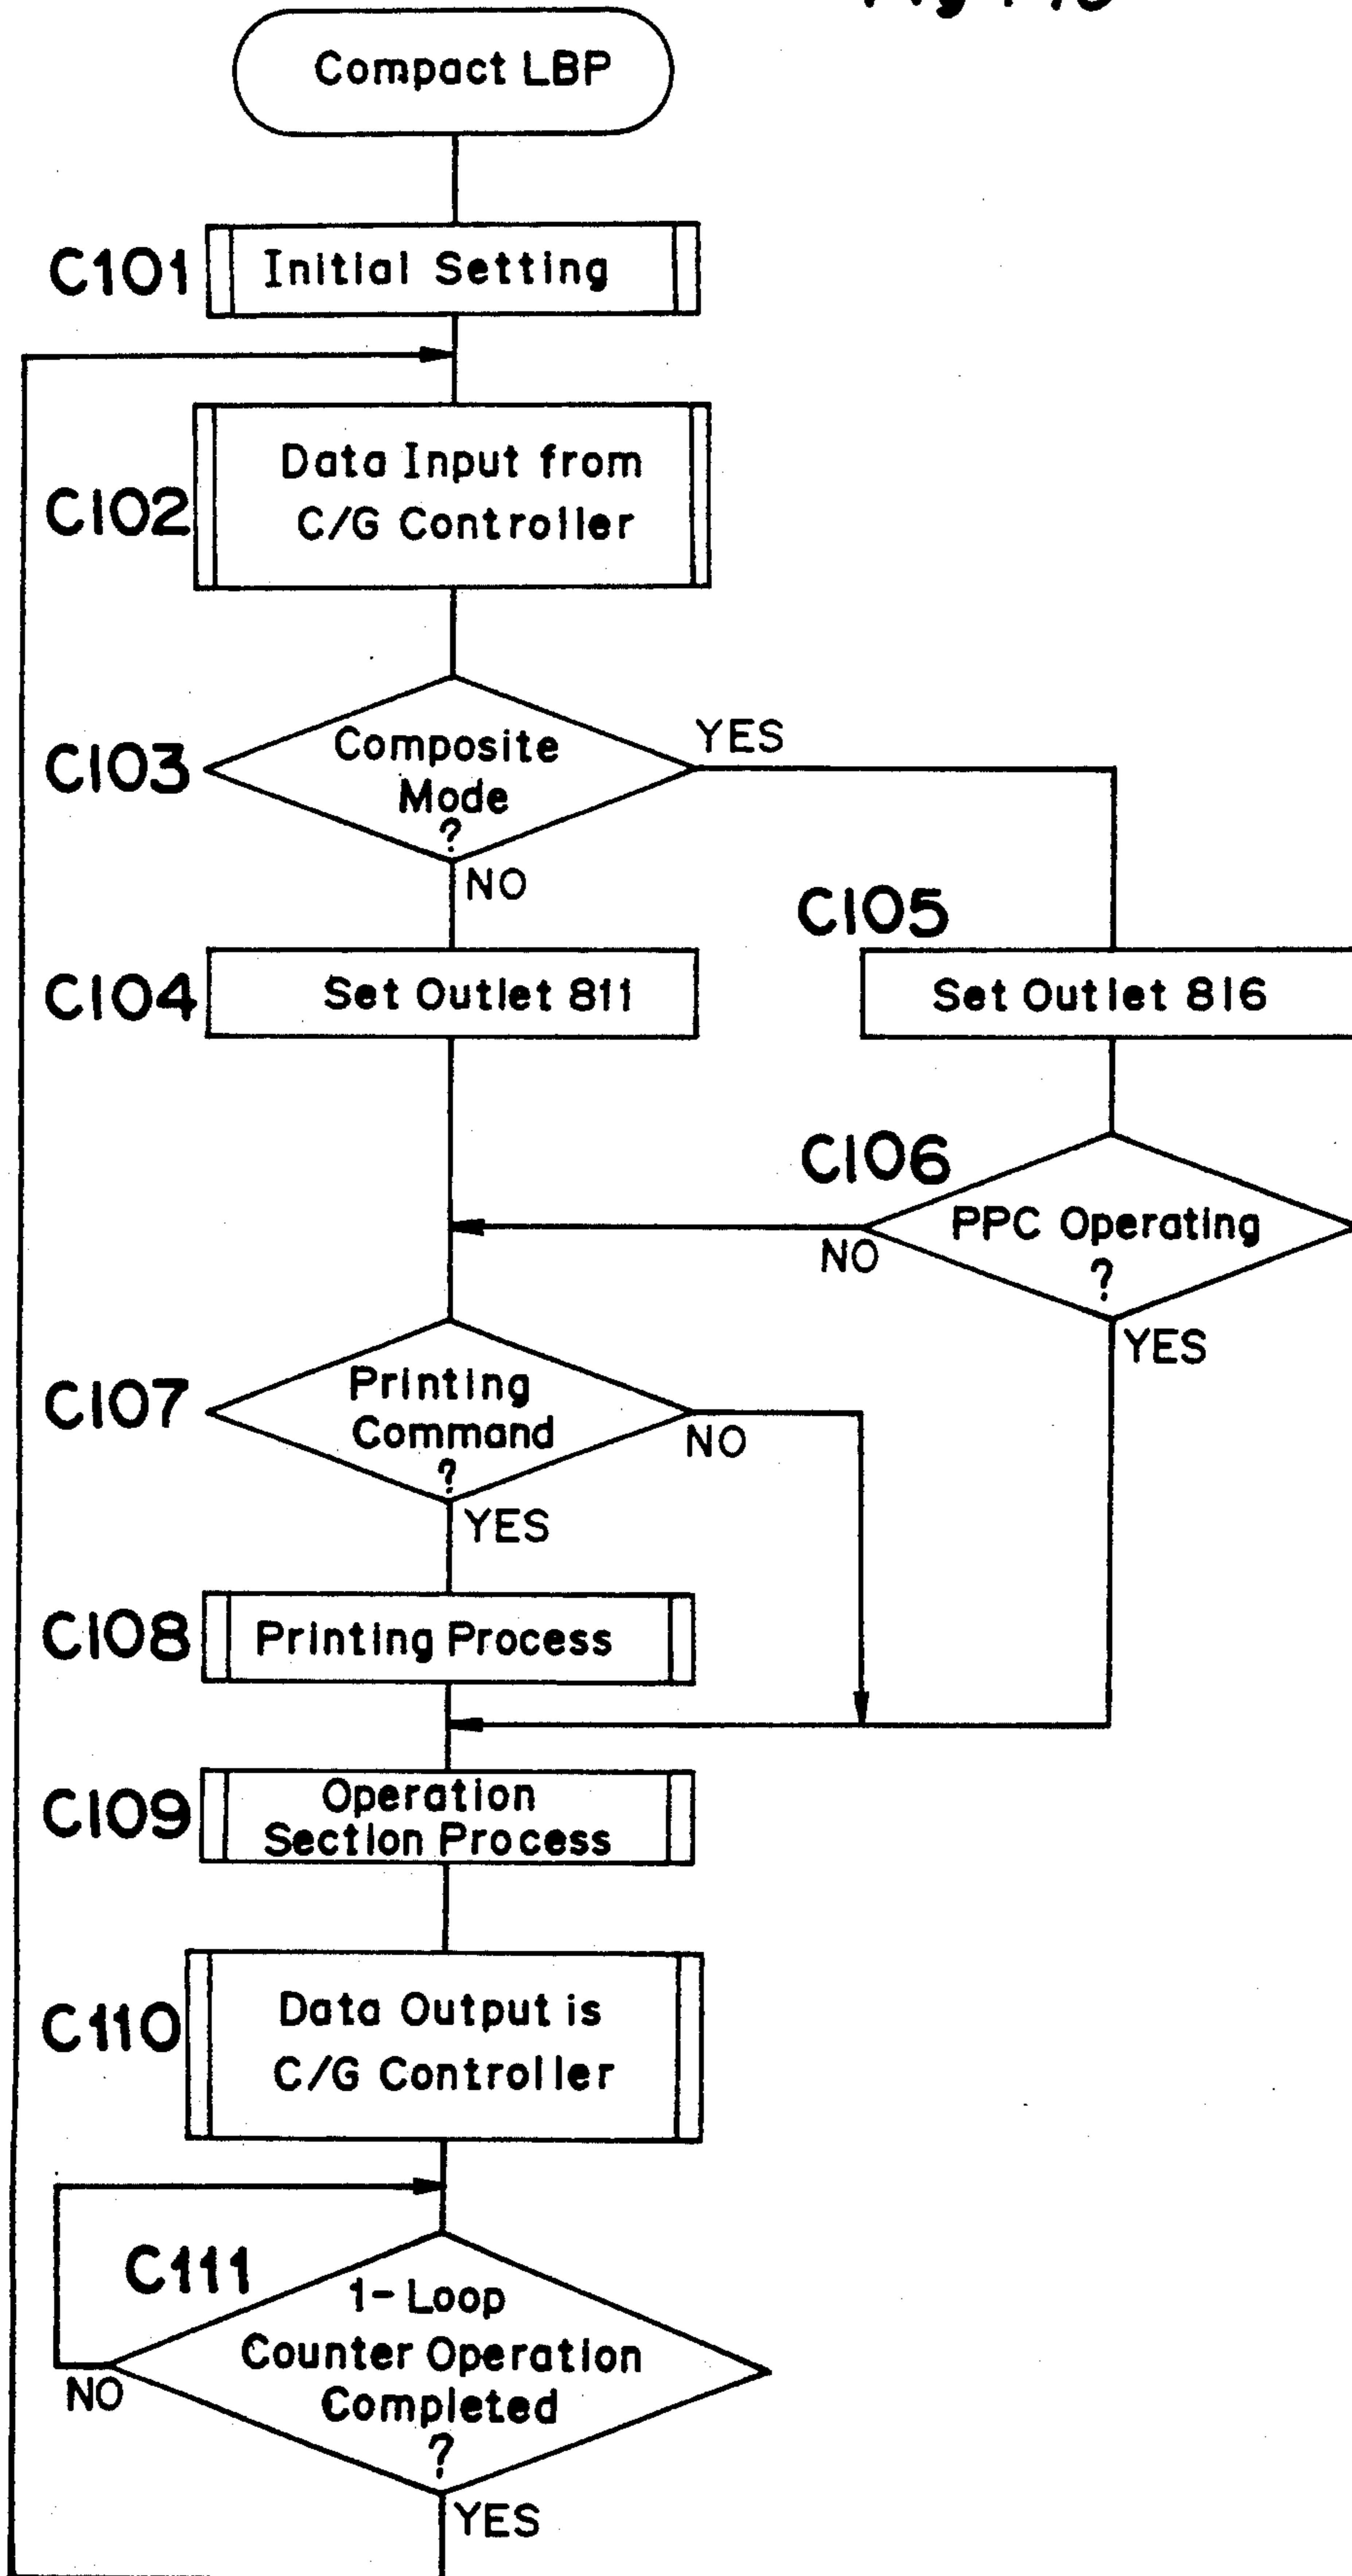 Compact LBP
C101
Initial Setting
C102
Data Input from
C/G Controller
C103
Composite
Mode
?
YES
NO
C104
Set Outlet 811
C105
Set Outlet 816
C106
PPC Operating
?
NO
YES
C107
Printing
Command
?
NO
YES
C108
Printing Process
C109
Operation
Section Process
C110
Data Output is
C/G Controller
C111
1-Loop
Counter Operation
Completed
?
NO
YES